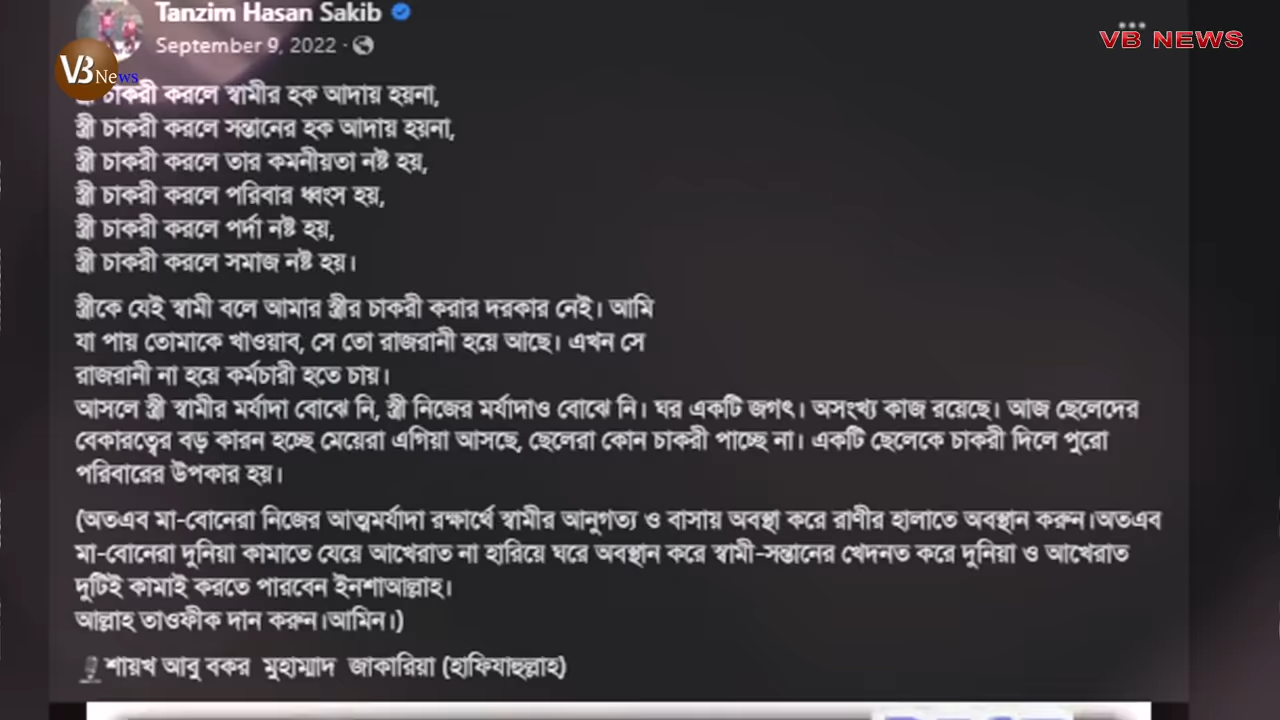 Tanzim Hasan Sakib
September 9, 2022 ·
VB NEWS
VB News
স্ত্রী চাকরী করলে স্বামীর হক আদায় হয়না,
স্ত্রী চাকরী করলে সন্তানের হক আদায় হয়না,
স্ত্রী চাকরী করলে তার কমনীয়তা নষ্ট হয়,
স্ত্রী চাকরী করলে পরিবার ধ্বংস হয়,
স্ত্রী চাকরী করলে পর্দা নষ্ট হয়,
স্ত্রী চাকরী করলে সমাজ নষ্ট হয়।
স্ত্রীকে যেই স্বামী বলে আমার স্ত্রীর চাকরী করার দরকার নেই। আমি
যা পায় তোমাকে খাওয়াব, সে তো রাজরানী হয়ে আছে। এখন সে
রাজরানী না হয়ে কর্মচারী হতে চায়।
আসলে স্ত্রী স্বামীর মর্যাদা বোঝে নি, স্ত্রী নিজের মর্যাদাও বোঝে নি। ঘর একটি জগৎ। অসংখ্য কাজ রয়েছে। আজ ছেলেদের
বেকারত্বের বড় কারন হচ্ছে মেয়েরা এগিয়া আসছে, ছেলেরা কোন চাকরী পাচ্ছে না। একটি ছেলেকে চাকরী দিলে পুরো
পরিবারের উপকার হয়।
(অতএব মা-বোনেরা নিজের আত্মমর্যাদা রক্ষার্থে স্বামীর আনুগত্য ও বাসায় অবস্থা করে রাণীর হালাতে অবস্থান করুন।অতএব
মা-বোনেরা দুনিয়া কামাতে যেয়ে আখেরাত না হারিয়ে ঘরে অবস্থান করে স্বামী-সন্তানের খেদনত করে দুনিয়া ও আখেরাত
দুটিই কামাই করতে পারবেন ইনশাআল্লাহ।
আল্লাহ তাওফীক দান করুন।আমিন।)
শায়খ আবু বকর মুহাম্মাদ জাকারিয়া (হাফিযাহুল্লাহ)